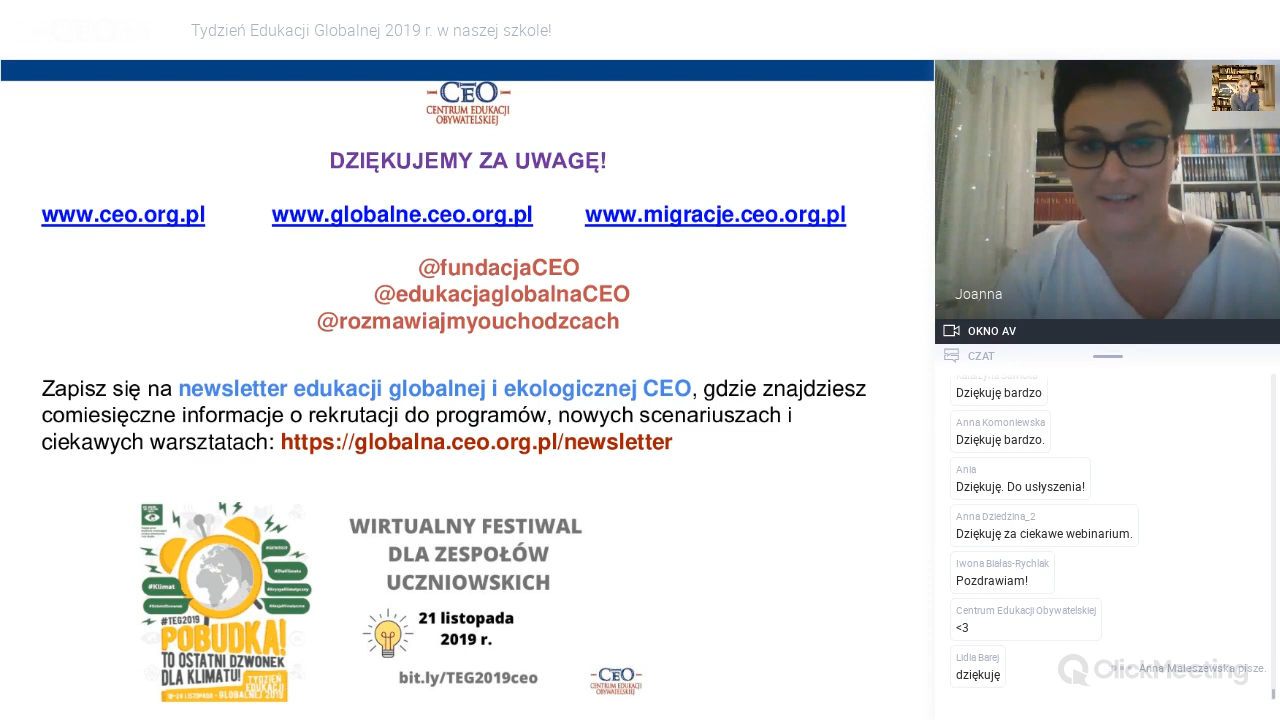 Tydzień Edukacji Globalnej 2019 r. w naszej szkole!
CEO
CENTRUM EDUKACJI
OBYWATELSKIEJ
DZIĘKUJEMY ZA UWAGĘ!
www.ceo.org.pl www.globalne.ceo.org.pl www.migracje.ceo.org.pl
@fundacjaCEO
@edukacjaglobalnaCEO
@rozmawiajmyouchodzcach
Zapisz się na newsletter edukacji globalnej i ekologicznej CEO, gdzie znajdziesz
comiesięczne informacje o rekrutacji do programów, nowych scenariuszach i
ciekawych warsztatach: https://globalna.ceo.org.pl/newsletter
#Klimat
#TEG2019
POBUDKA!
TO OSTATNI DZWONEK
DLA KLIMATU!
TYDZIEŃ
EDUKACJI
GLOBALNEJ 2019
WIRTUALNY FESTIWAL
DLA ZESPOŁÓW
UCZNIOWSKICH
21 listopada
2019 r.
bit.ly/TEG2019ceo
CEO
CENTRUM EDUKACJI
OBYWATELSKIEJ
Joanna
OKNO AV
CZAT
Dziękuję bardzo
Anna Komoniewska
Dziękuję bardzo.
Ania
Dziękuję. Do usłyszenia!
Anna Dziedzina_2
Dziękuję za ciekawe webinarium.
Iwona Białas-Rychlak
Pozdrawiam!
Centrum Edukacji Obywatelskiej
<3
Lidia Barej
dziękuję
Anna Maleszewska pisze.
ClickMeeting